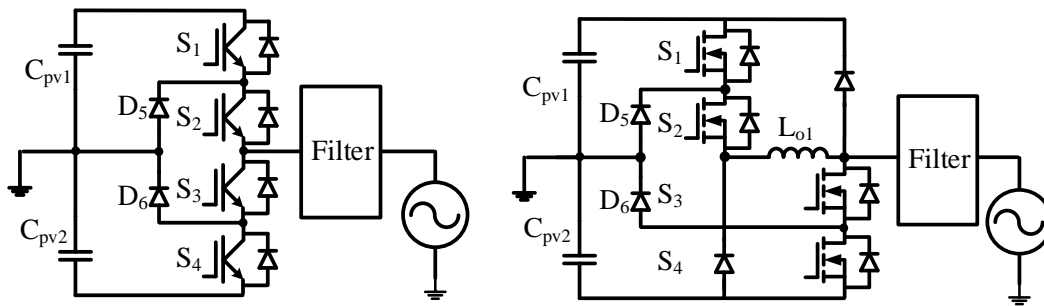 S1
Cpv1
D5
S2
Filter
D6
S3
Cpv2
S4
S1
Cpv1
D5
S2
Lo1
Filter
D6
S3
Cpv2
S4